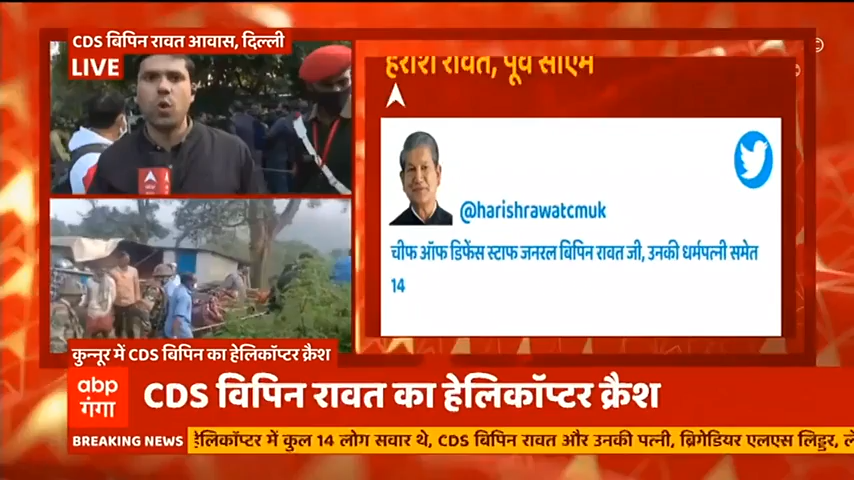 CDS बिपिन रावत आवास, दिल्ली
LIVE
हरीश रावत, पूर्व सीएम
@harishrawatcmuk
चीफ ऑफ डिफेंस स्टाफ जनरल बिपिन रावत जी, उनकी धर्मपत्नी समेत
14
कुन्नूर में CDS बिपिन का हेलिकॉप्टर क्रैश
abp
गंगा
CDS विपिन रावत का हेलिकॉप्टर क्रैश
BREAKING NEWS
हेलिकॉप्टर में कुल 14 लोग सवार थे, CDS बिपिन रावत और उनकी पत्नी, ब्रिगेडियर एलएस लिड्डर, ले